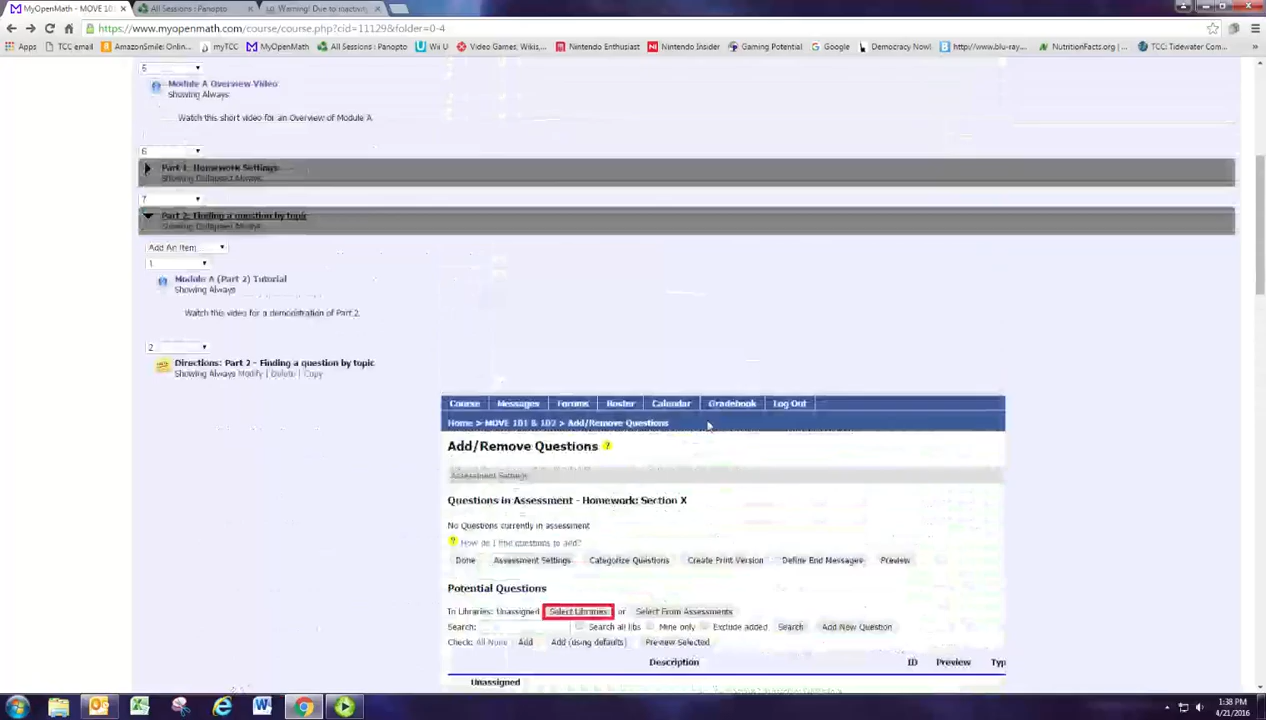 MyOpenMath - MOVE 101
All Sessions : Panopto
Warning! Due to inactivit
https://www.myopenmath.com/course/course.php?cid=11129&folder=0-4
Apps
TCC email
AmazonSmile: Onlin...
myTCC
MyOpenMath
All Sessions : Panopto
Wii U
Video Games, Wikis...
Nintendo Enthusiast
Nintendo Insider
Gaming Potential
Google
Democracy Now!
http://www.blu-ray...
NutritionFacts.org |...
TCC: Tidewater Com...
Module A Overview Video
Showing Always
Watch this short video for an Overview of Module A.
6
Part 1: Homework Settings
Showing Collapsed Always
7
Part 2: Finding a question by topic
Showing Collapsed Always
Add An Item
1
Module A (Part 2) Tutorial
Showing Always
Watch this video for a demonstration of Part 2.
2
Directions: Part 2 - Finding a question by topic
Showing Always Modify | Delete | Copy
Course Messages Forums Roster Calendar Gradebook Log Out
Home > MOVE 101 & 102 > Add/Remove Questions
Add/Remove Questions ?
Assessment Settings
Questions in Assessment - Homework: Section X
No Questions currently in assessment
? How do I find questions to add?
Done Assessment Settings Categorize Questions Create Print Version Define End Messages Preview
Potential Questions
In Libraries: Unassigned Select Libraries or Select From Assessments
Search: Search all libs Mine only Exclude added Search Add New Question
Check: All None Add Add (using defaults) Preview Selected
Description ID Preview Typ
Unassigned
1:38 PM
4/21/2016